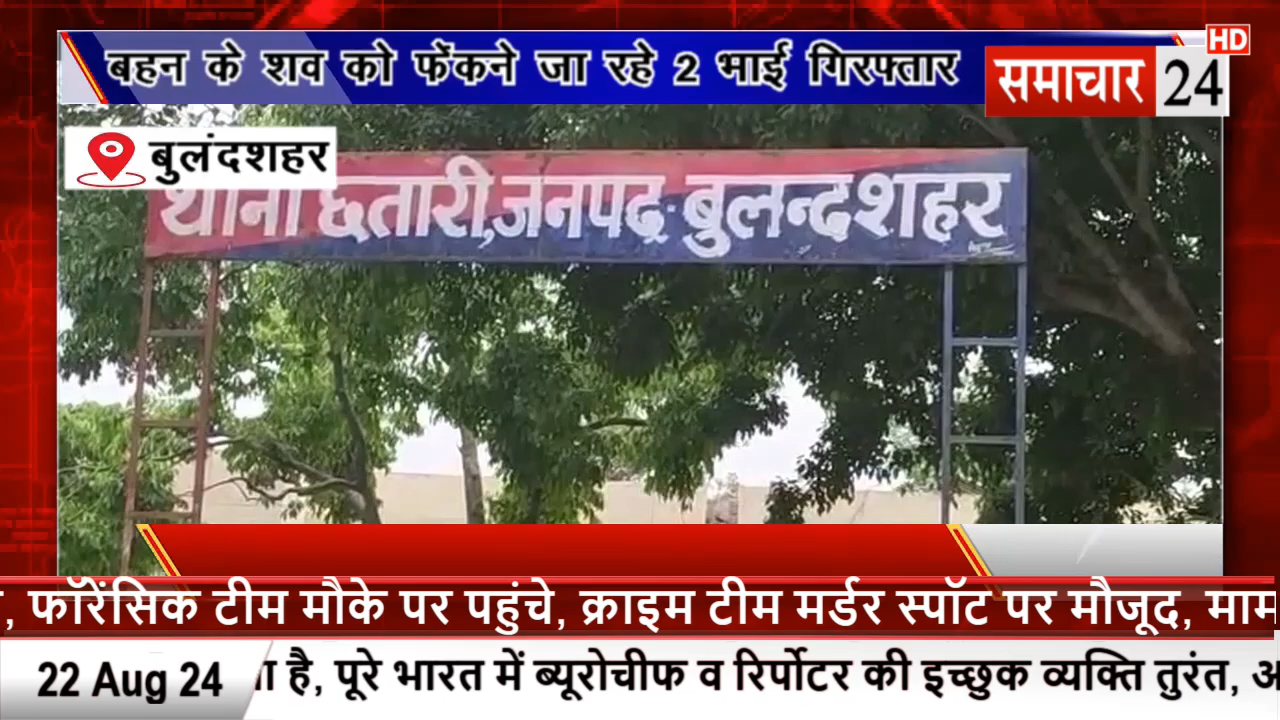 HD
बहन के शव को फेंकने जा रहे 2 भाई गिरफ्तार
समाचार 24
बुलंदशहर
थाना छतारी, जनपद-बुलन्दशहर
, फॉरेंसिक टीम मौके पर पहुंचे, क्राइम टीम मर्डर स्पॉट पर मौजूद,
22 Aug 24 है, पूरे भारत में ब्यूरोचीफ व रिर्पोटर की इच्छुक व्यक्ति तुरंत,